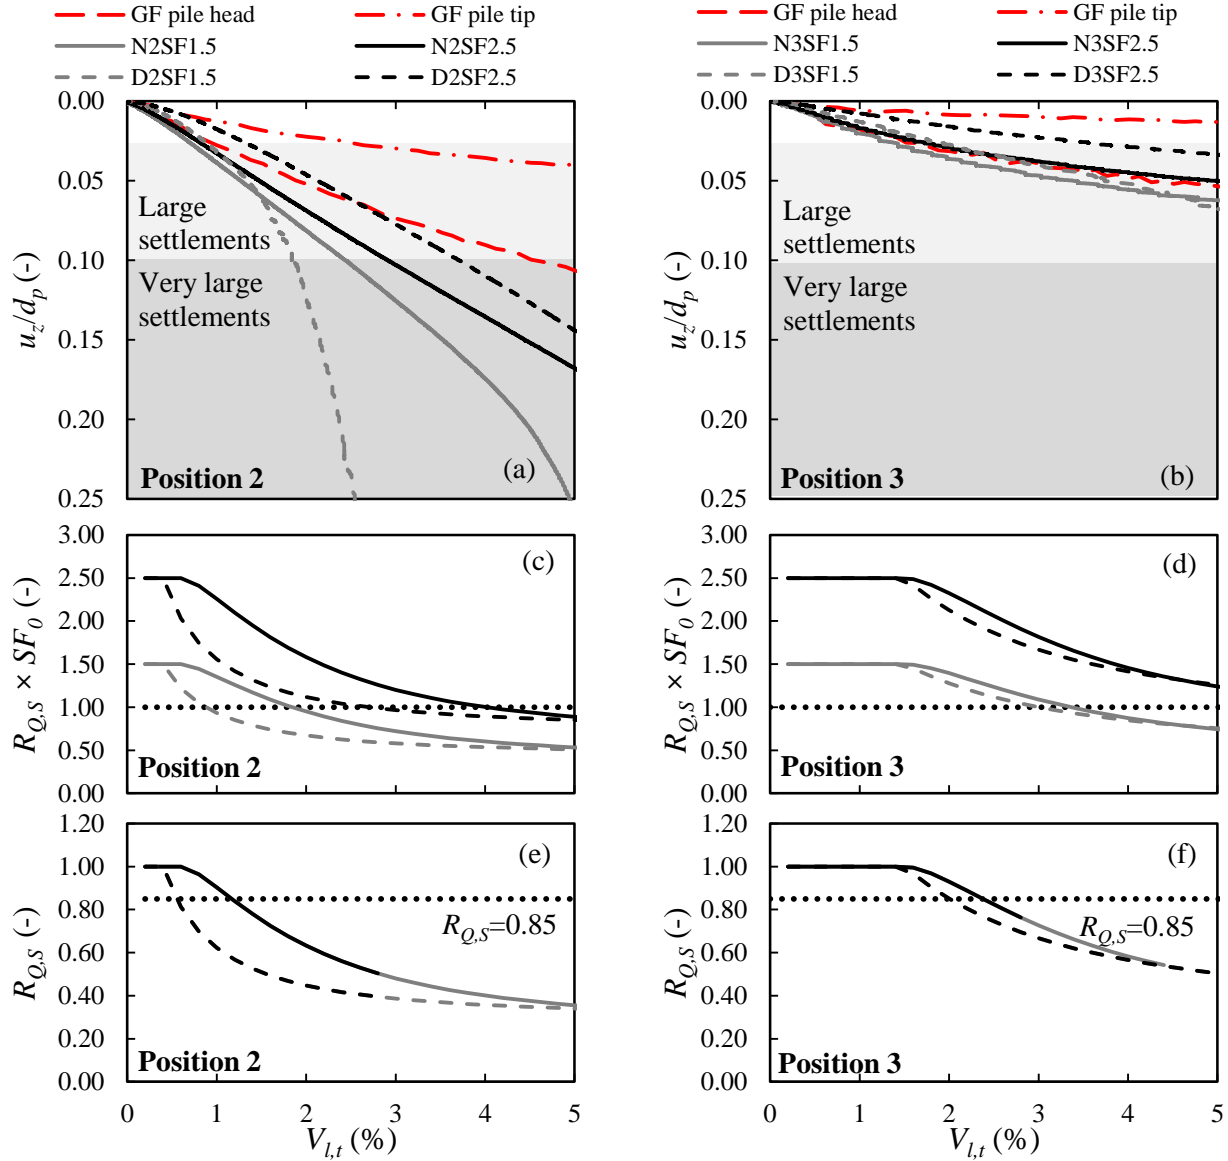 GF pile head GF pile tip
N2SF1.5 N2SF2.5
D2SF1.5 D2SF2.5
GF pile head GF pile tip
N3SF1.5 N3SF2.5
D3SF1.5 D3SF2.5
u_z/d_p (-)
0.00
0.05
0.10
0.15
0.20
0.25
Large
settlements
Very large
settlements
Position 2
(a)
u_z/d_p (-)
0.00
0.05
0.10
0.15
0.20
0.25
Large
settlements
Very large
settlements
Position 3
(b)
R_{Q,S} × SF_0 (-)
3.00
2.50
2.00
1.50
1.00
0.50
0.00
(c)
Position 2
R_{Q,S} × SF_0 (-)
3.00
2.50
2.00
1.50
1.00
0.50
0.00
(d)
Position 3
R_{Q,S} (-)
1.20
1.00
0.80
0.60
0.40
0.20
0.00
(e)
R_{Q,S}=0.85
Position 2
0 1 2 3 4 5
V_{l,t} (%)
R_{Q,S} (-)
1.20
1.00
0.80
0.60
0.40
0.20
0.00
(f)
R_{Q,S}=0.85
Position 3
0 1 2 3 4 5
V_{l,t} (%)